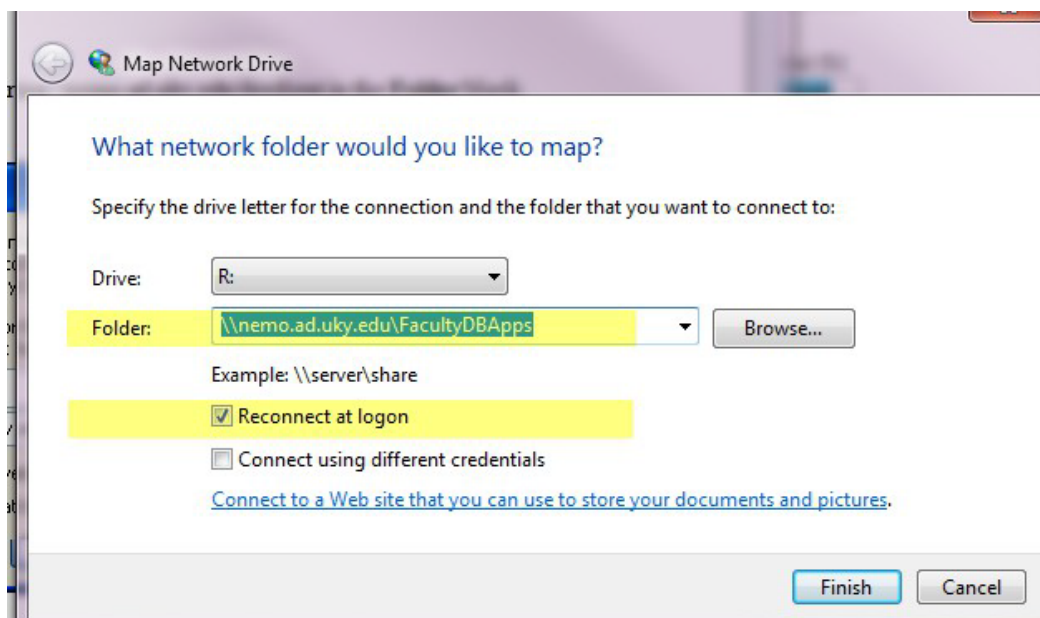 Map Network Drive
What network folder would you like to map?
Specify the drive letter for the connection and the folder that you want to connect to:
Drive: R:
Folder: \\nemo.ad.uky.edu\FacultyDBApps Browse...
Example: \\server\share
Reconnect at logon
Connect using different credentials
Connect to a Web site that you can use to store your documents and pictures.
Finish Cancel